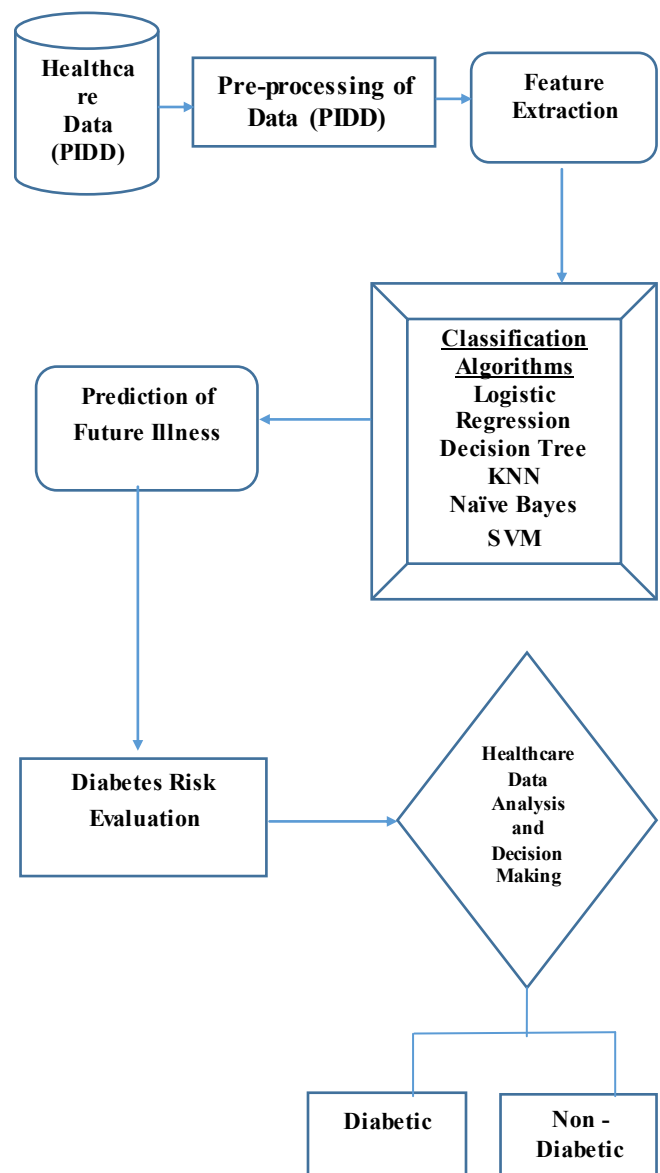 Healthca
re
Data
(PIDD)
Pre-processing of
Data (PIDD)
Feature
Extraction
Classification
Algorithms
Logistic
Regression
Decision Tree
KNN
Naïve Bayes
SVM
Prediction of
Future Illness
Diabetes Risk
Evaluation
Healthcare
Data
Analysis
and
Decision
Making
Diabetic
Non -
Diabetic